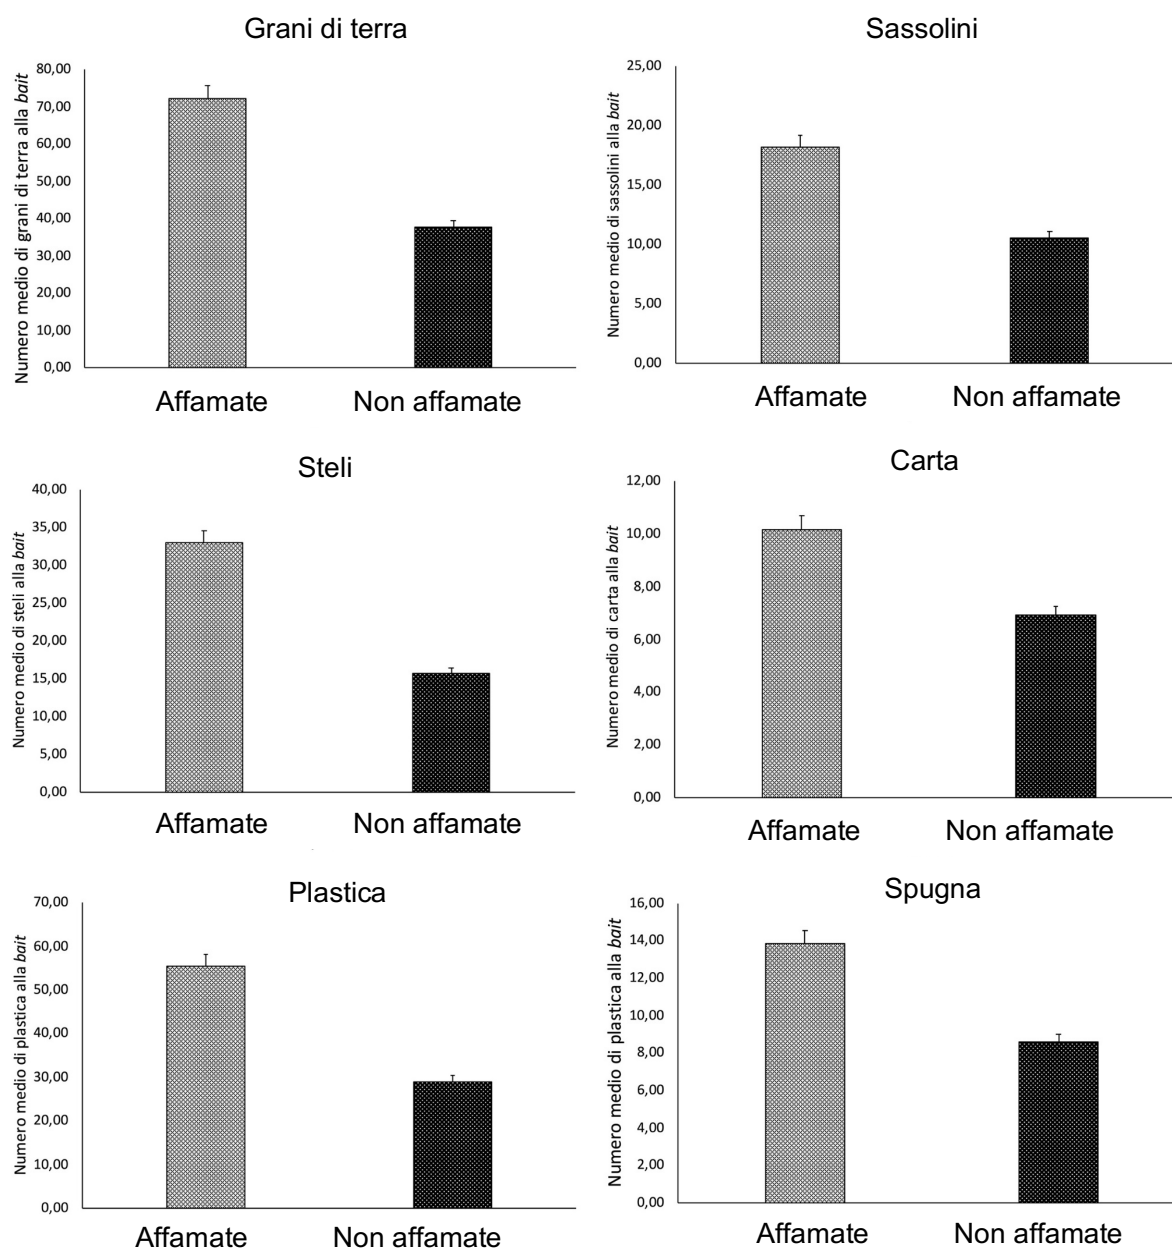 Grani di terra
Numero medio di grani di terra alla bait
80,00
70,00
60,00
50,00
40,00
30,00
20,00
10,00
0,00
Affamate Non affamate
Sassolini
Numero medio di sassolini alla bait
25,00
20,00
15,00
10,00
5,00
0,00
Affamate Non affamate
Steli
Numero medio di steli alla bait
40,00
35,00
30,00
25,00
20,00
15,00
10,00
5,00
0,00
Affamate Non affamate
Carta
Numero medio di carta alla bait
12,00
10,00
8,00
6,00
4,00
2,00
0,00
Affamate Non affamate
Plastica
Numero medio di plastica alla bait
70,00
60,00
50,00
40,00
30,00
20,00
10,00
0,00
Affamate Non affamate
Spugna
Numero medio di plastica alla bait
16,00
14,00
12,00
10,00
8,00
6,00
4,00
2,00
0,00
Affamate Non affamate